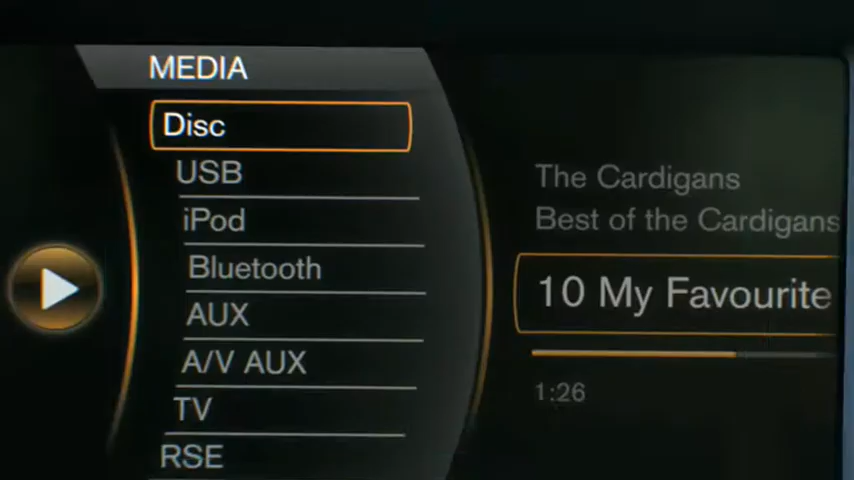 MEDIA
Disc
USB
iPod
Bluetooth
AUX
A/V AUX
TV
RSE
The Cardigans
Best of the Cardigans
10 My Favourite
1:26